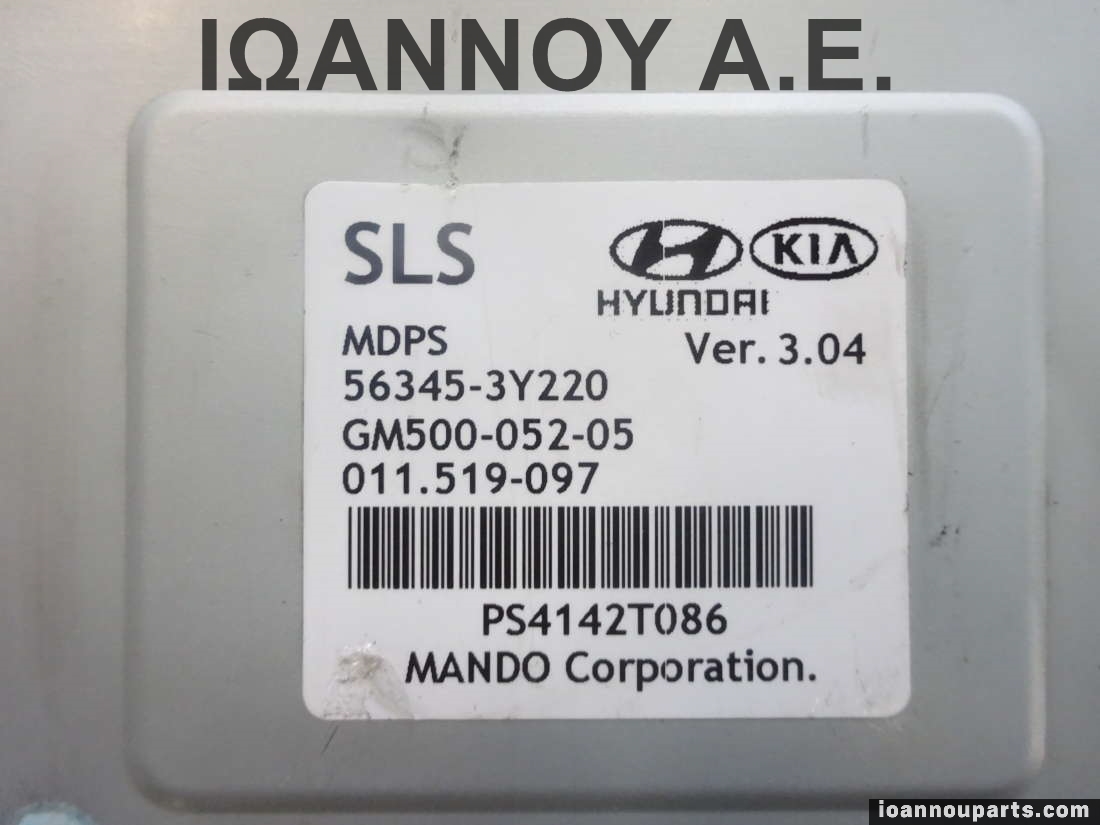 ΙΩΑΝΝΟΥ Α.Ε.
SLS
HYUNDAI
KIA
MDPS
Ver. 3.04
56345-3Y220
GM500-052-05
011.519-097
PS4142T086
MANDO Corporation.
ioannouparts.com